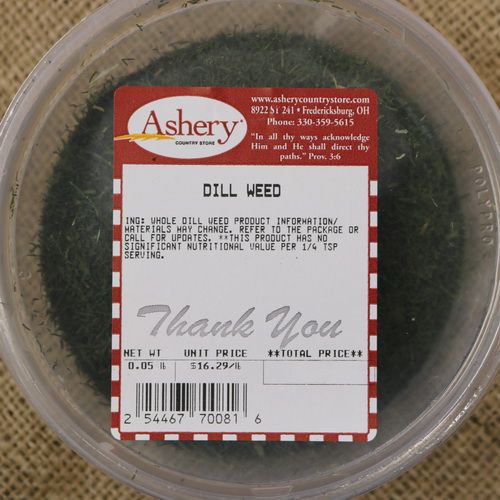 Ashery
COUNTRY STORE
www.asherycountrystore.com
8922 St 241 • Fredericksburg, OH
Phone: 330-359-5615
"In all thy ways acknowledge
Him and He shall direct thy
paths." Prov. 3:6
DILL WEED
ING: WHOLE DILL WEED PRODUCT INFORMATION/
MATERIALS MAY CHANGE. REFER TO THE PACKAGE OR
CALL FOR UPDATES. **THIS PRODUCT HAS NO
SIGNIFICANT NUTRITIONAL VALUE PER 1/4 TSP
SERVING.
Thank You
NET WT UNIT PRICE **TOTAL PRICE**
0.05 lb $16.29/lb
2 54467 70081 6